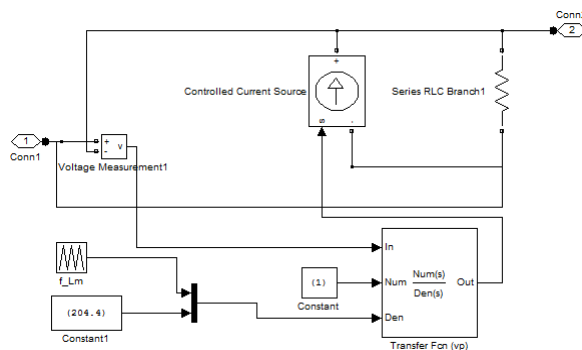 Conn2
2
+
Controlled Current Source
Series RLC Branch1
s
-
1
Conn1
+
-
v
Voltage Measurement1
In
Num
Num(s)
Den(s)
Out
Den
Transfer Fcn (vp)
f_Lm
(1)
Constant
(204.4)
Constant1